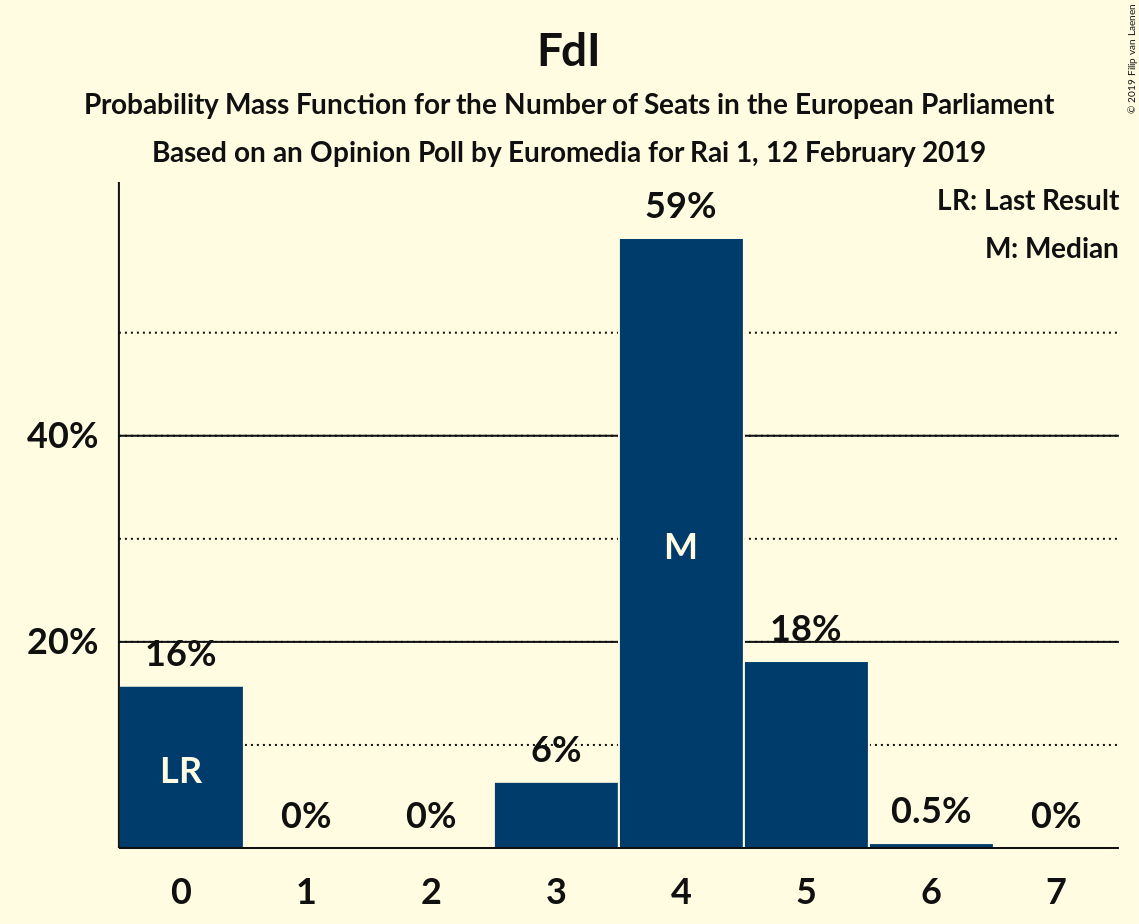 FdI
Probability Mass Function for the Number of Seats in the European Parliament
Based on an Opinion Poll by Euromedia for Rai 1, 12 February 2019
© 2019 Filip van Laenen
LR: Last Result
M: Median
59%
40%
M
20%
18%
16%
6%
LR
0%
0%
0.5%
0%
0 1 2 3 4 5 6 7